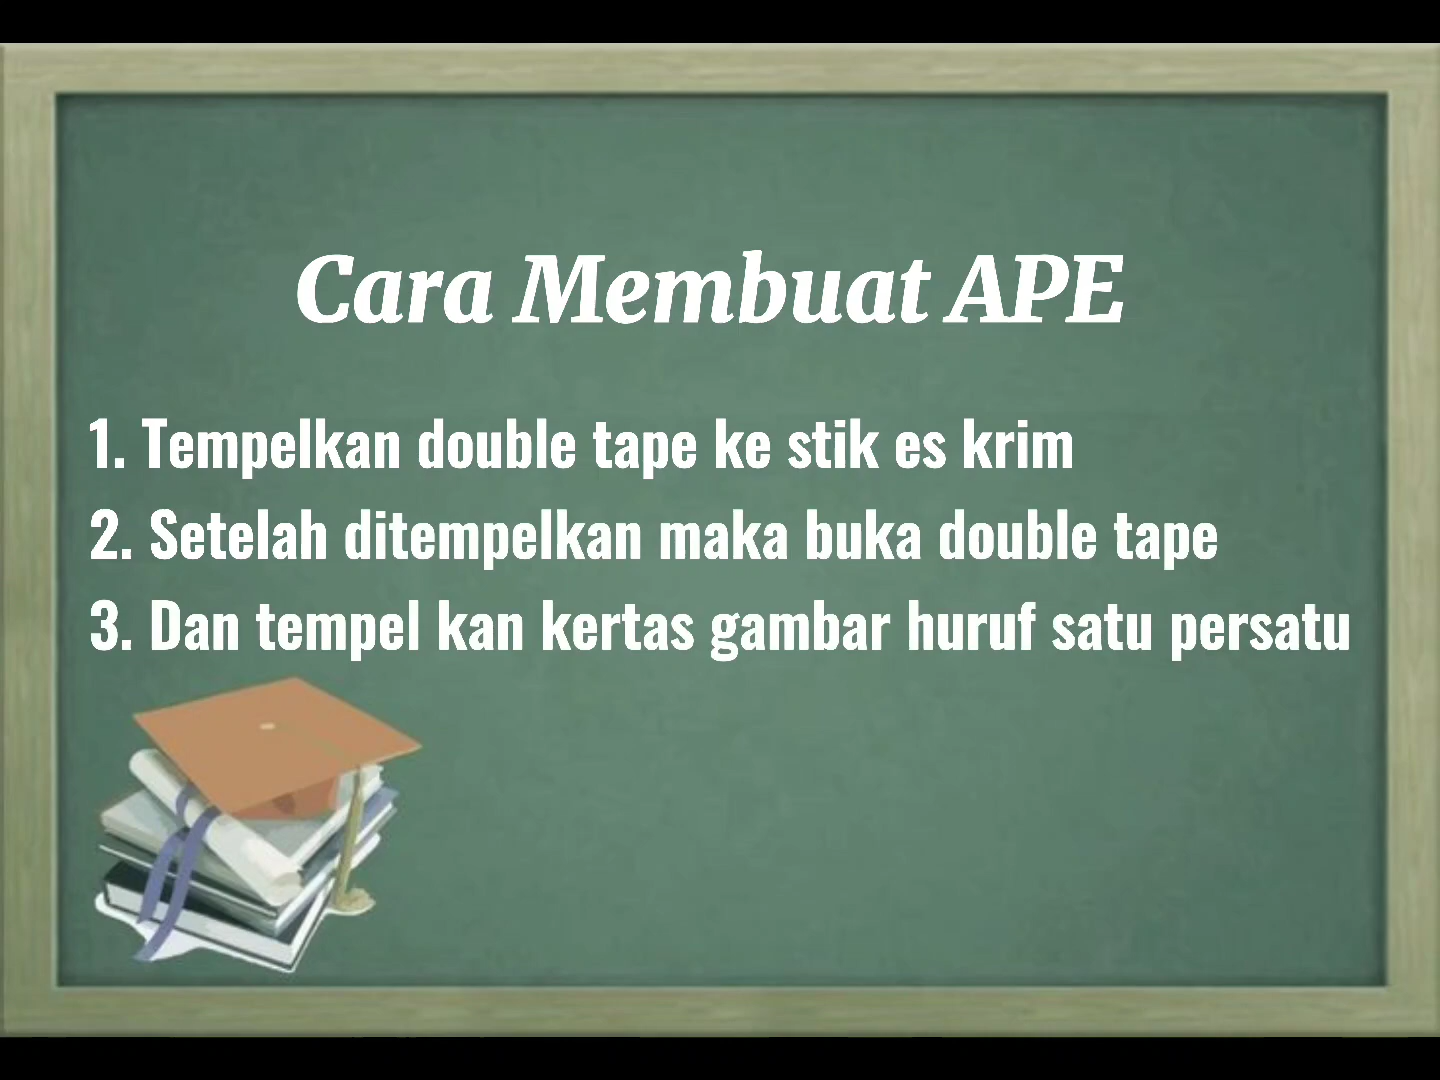 Cara Membuat APE
1. Tempelkan double tape ke stik es krim
2. Setelah ditempelkan maka buka double tape
3. Dan tempel kan kertas gambar huruf satu persatu